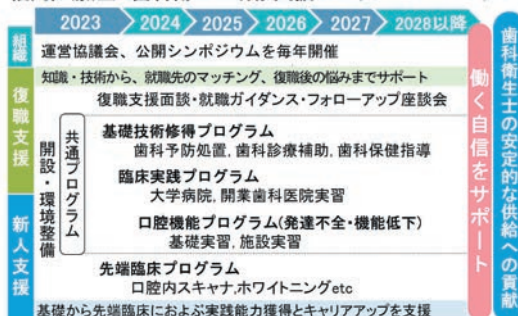 2023 2024 2025 2026 2027 2028以降
組織
運営協議会、公開シンポジウムを毎年開催
復職支援
知識・技術から、就職先のマッチング、復職後の悩みまでサポート
復職支援面談・就職ガイダンス・フォローアップ座談会
開設・環境整備
共通プログラム
基礎技術修得プログラム
歯科予防処置,歯科診療補助,歯科保健指導
臨床実践プログラム
大学病院,開業歯科医院実習
口腔機能プログラム(発達不全・機能低下)
基礎実習,施設実習
新人支援
先端臨床プログラム
口腔内スキャナ,ホワイトニングetc
基礎から先端臨床におよぶ実践能力獲得とキャリアアップを支援
働く自信をサポート
歯科衛生士の安定的な供給への貢献